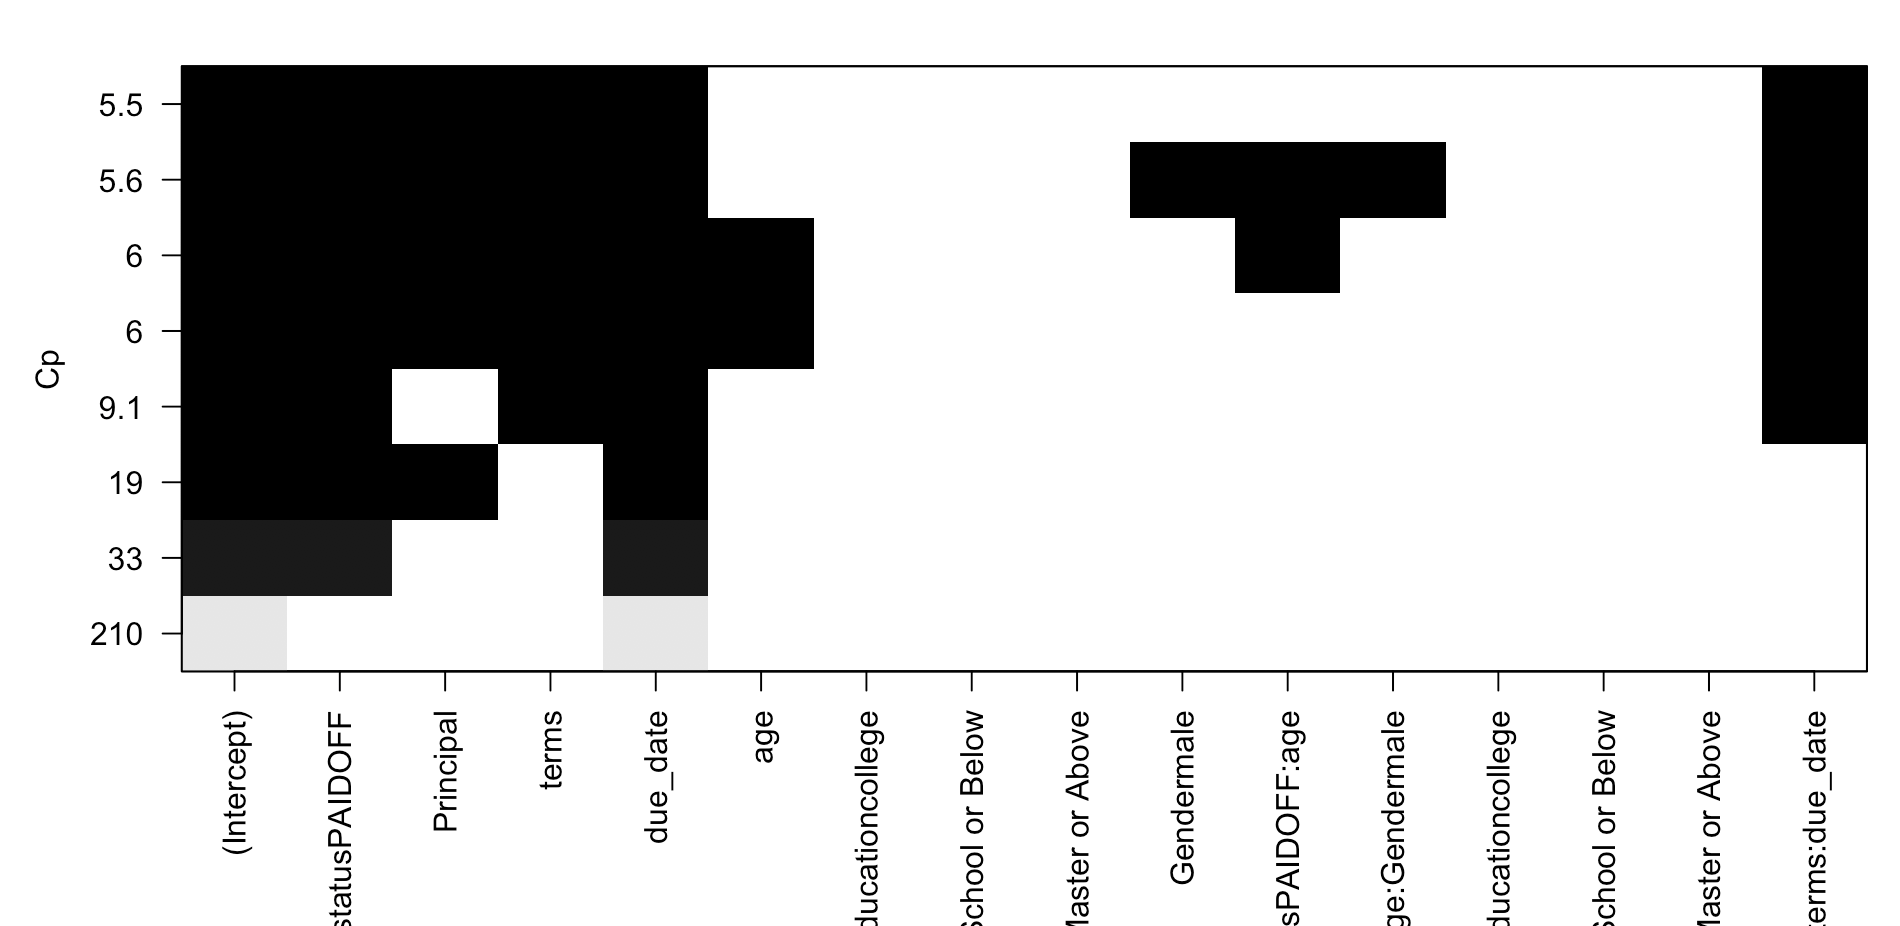 5.5
5.6
6
6
9.1
19
33
210
Cp
(Intercept)
statusPAIDOFF
Principal
terms
due_date
age
ducationcollege
School or Below
Master or Above
Gendermale
sPAIDOFF:age
ge:Gendermale
ducationcollege
School or Below
Master or Above
erms:due_date